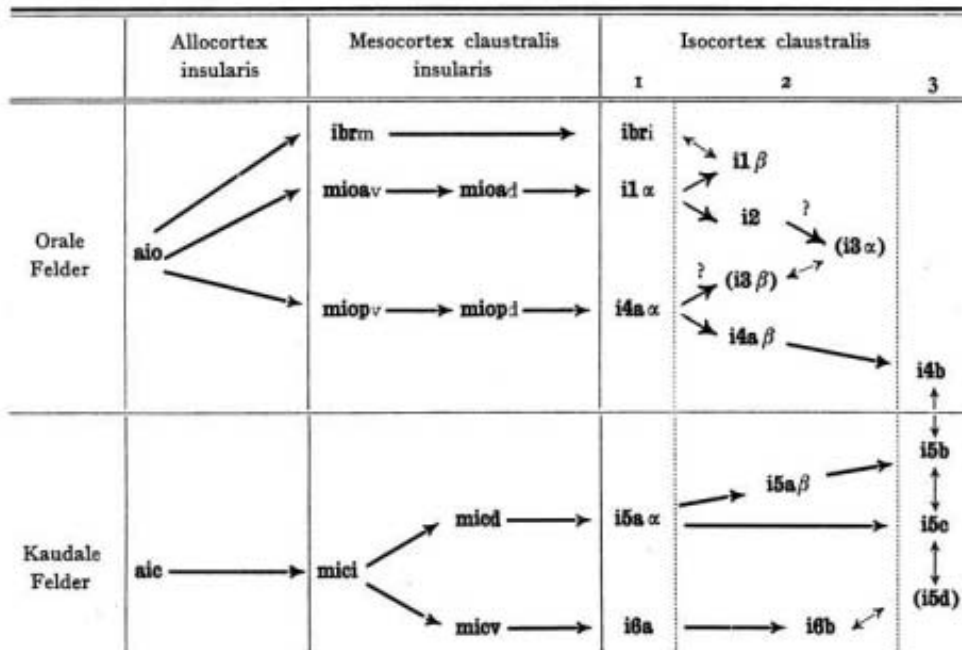 Allocortex
insularis
Mesocortex claustralis
insularis
Isocortex claustralis
1 2 3
Orale
Felder
aio
ibrm ibri
i1 β
mioav mioad i1 α
i2 ?
(i3 α)
? (i3 β)
miopv miopd i4a α
i4a β
i4b
Kaudale
Felder
i5b
i5a β
micd i5a α i5c
aic mici
(i5d)
micv i6a i6b